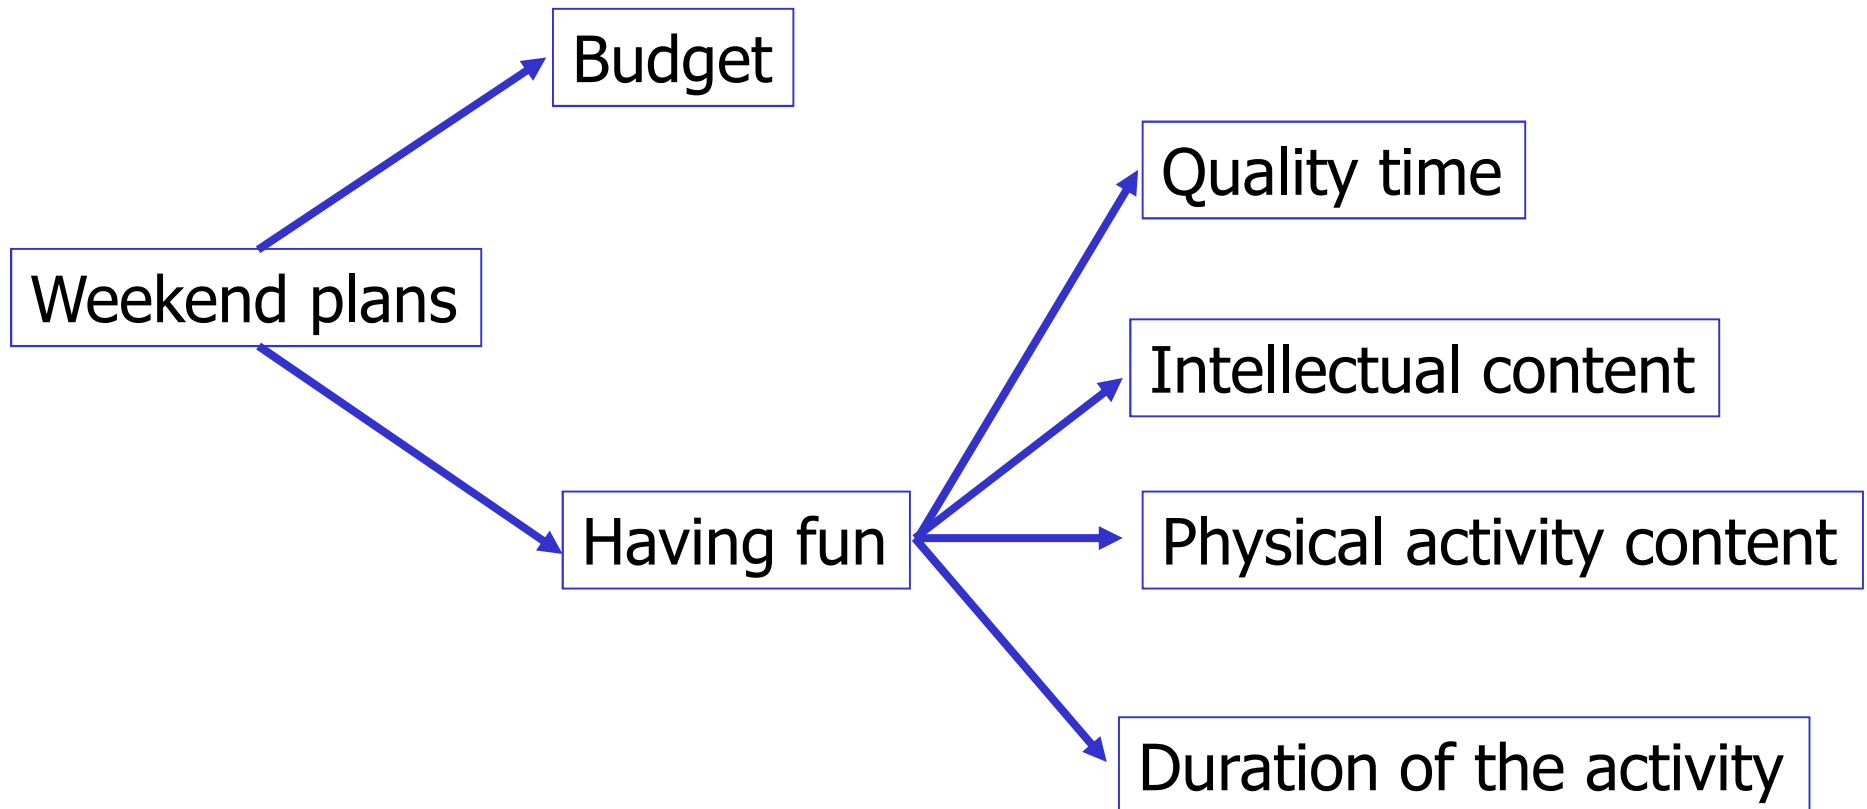 Budget
Quality time
Weekend plans
Intellectual content
Having fun
Physical activity content
Duration of the activity